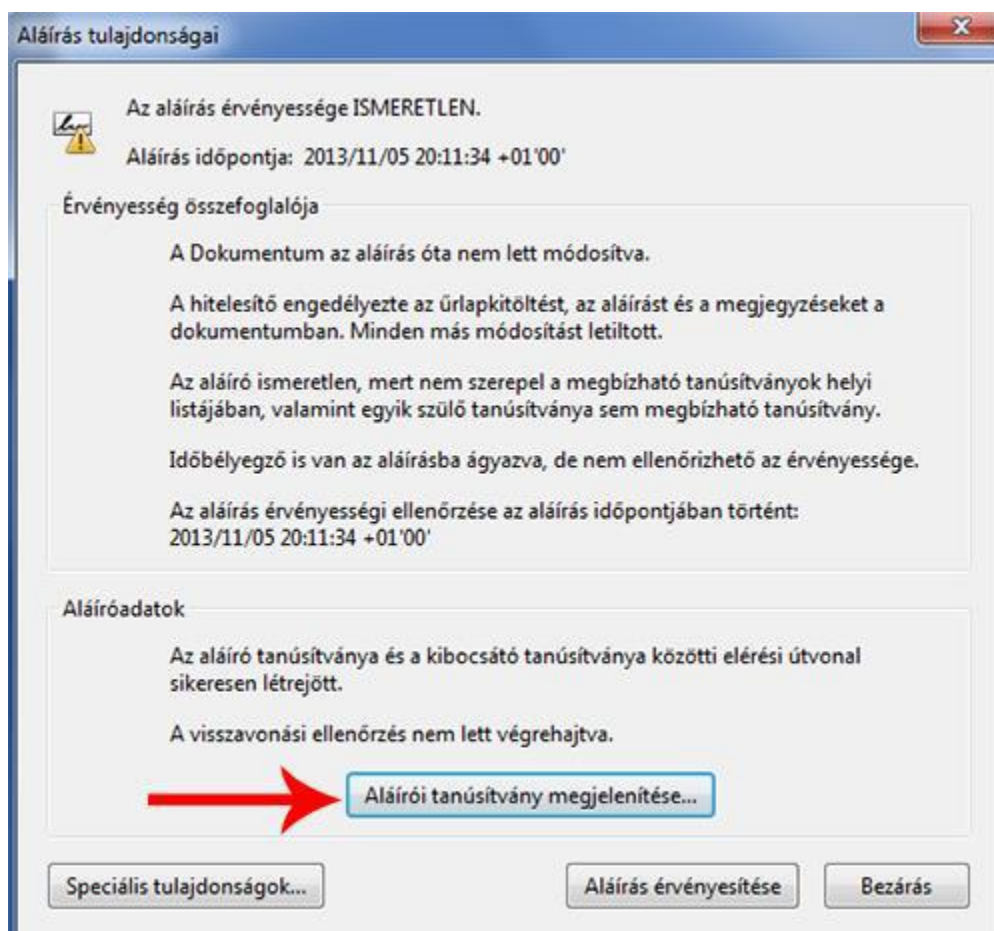 Aláírás tulajdonságai
Az aláírás érvényessége ISMERETLEN.
Aláírás időpontja: 2013/11/05 20:11:34 +01'00'
Érvényesség összefoglalója
A Dokumentum az aláírás óta nem lett módosítva.
A hitelesítő engedélyezte az űrlapkitöltést, az aláírást és a megjegyzéseket a
dokumentumban. Minden más módosítást letiltott.
Az aláíró ismeretlen, mert nem szerepel a megbízható tanúsítványok helyi
listájában, valamint egyik szülő tanúsítványa sem megbízható tanúsítvány.
Időbélyegző is van az aláírásba ágyazva, de nem ellenőrizhető az érvényessége.
Az aláírás érvényességi ellenőrzése az aláírás időpontjában történt:
2013/11/05 20:11:34 +01'00'
Aláíróadatok
Az aláíró tanúsítványa és a kibocsátó tanúsítványa közötti elérési útvonal
sikeresen létrejött.
A visszavonási ellenőrzés nem lett végrehajtva.
Aláírói tanúsítvány megjelenítése...
Speciális tulajdonságok...
Aláírás érvényesítése
Bezárás